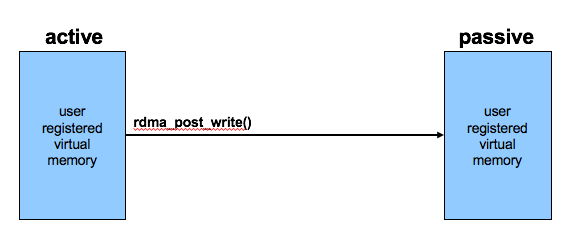 active
passive
user
registered
virtual
memory
rdma_post_write()
user
registered
virtual
memory